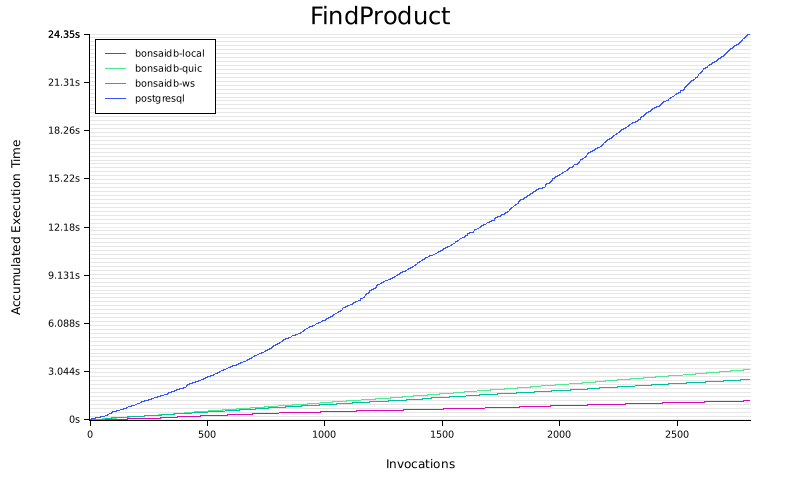 FindProduct
24.35s
21.31s
18.26s
15.22s
12.18s
9.131s
6.088s
3.044s
0s
Accumulated Execution Time
bonsaidb-local
bonsaidb-quic
bonsaidb-ws
postgresql
0 500 1000 1500 2000 2500
Invocations